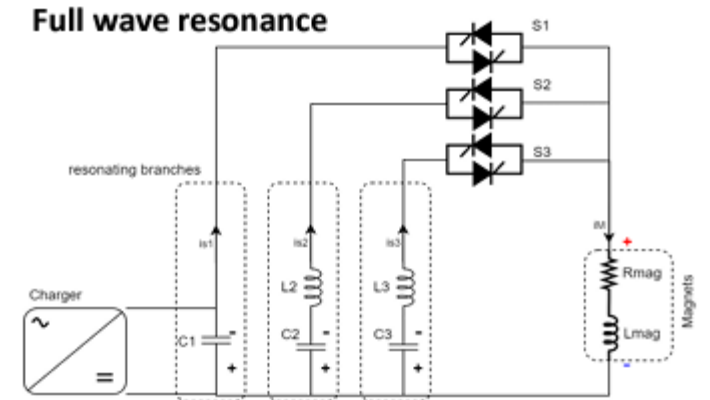 Full wave resonance
S1
S2
S3
resonating branches
is1
is2
is3
IM
+
Charger
L2
L3
Rmag
Lmag
Magnets
C1
C2
C3
-
-
-
+
+
+
-